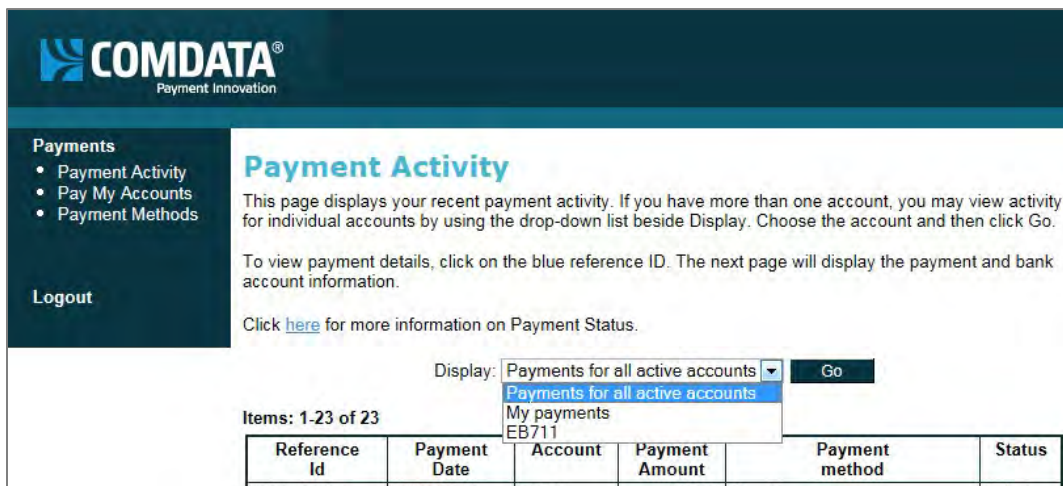 COMDATA®
Payment Innovation
Payments
• Payment Activity
• Pay My Accounts
• Payment Methods
Logout
Payment Activity
This page displays your recent payment activity. If you have more than one account, you may view activity
for individual accounts by using the drop-down list beside Display. Choose the account and then click Go.
To view payment details, click on the blue reference ID. The next page will display the payment and bank
account information.
Click here for more information on Payment Status.
Display: Payments for all active accounts Go
Payments for all active accounts
My payments
EB711
Items: 1-23 of 23
Reference Id Payment Date Account Payment Amount Payment method Status